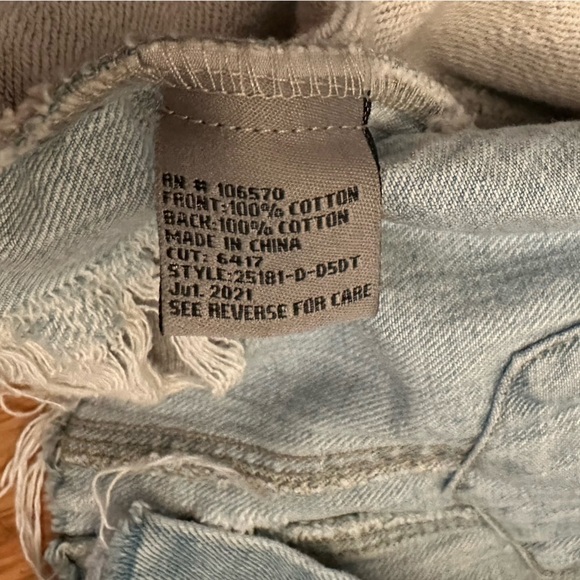 RN # 106570
FRONT:100% COTTON
BACK:100% COTTON
MADE IN CHINA
CUT: 6417
STYLE:25181-D-D5DT
Jul. 2021
SEE REVERSE FOR CARE